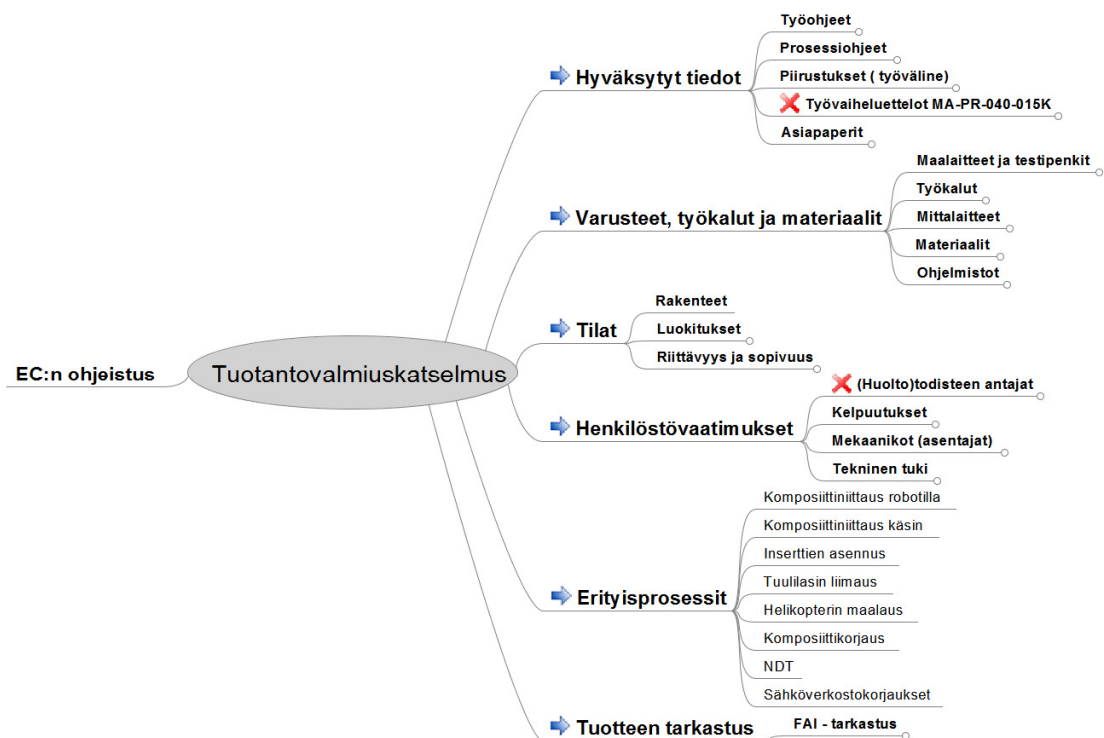 Työohjeet
Prosessiohjeet
Hyväksytyt tiedot
Piirustukset ( työväline)
Työvaiheluettelot MA-PR-040-015K
Asiapaperit
Maalaitteet ja testipenkit
Työkalut
Varusteet, työkalut ja materiaalit
Mittalaitteet
Materiaalit
Ohjelmistot
Rakenteet
Tilat
Luokitukset
Riittävyys ja sopivuus
EC:n ohjeistus
Tuotantovalmiuskatselmus
(Huolto)todisteen antajat
Kelpuutukset
Henkilöstövaatimukset
Mekaanikot (asentajat)
Tekninen tuki
Komposiittiniittaus robotilla
Komposiittiniittaus käsin
Inserttien asennus
Tuulilasin liimaus
Erityisprosessit
Helikopterin maalaus
Komposiittikorjaus
NDT
Sähköverkostokorjaukset
Tuotteen tarkastus
FAI - tarkastus